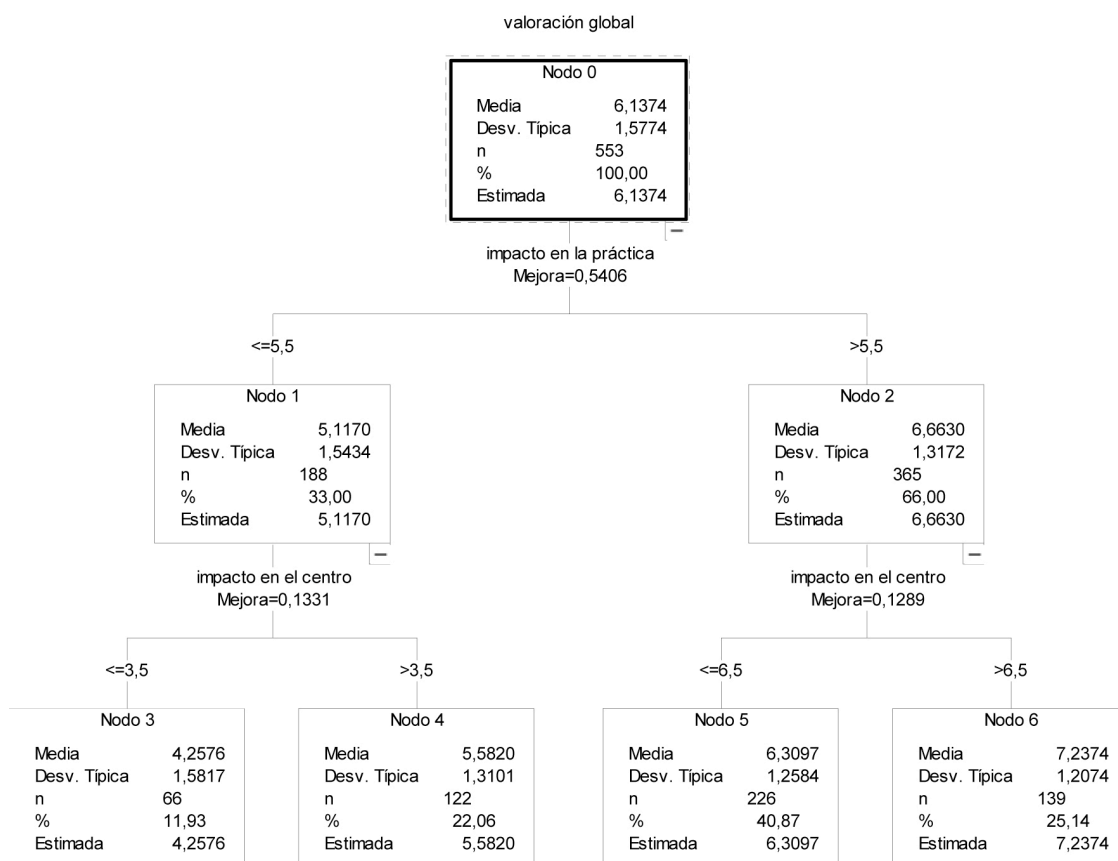 valoración global
Nodo 0
Media 6,1374
Desv. Típica 1,5774
n 553
% 100,00
Estimada 6,1374
impacto en la práctica
Mejora=0,5406
<=5,5 >5,5
Nodo 1
Media 5,1170
Desv. Típica 1,5434
n 188
% 33,00
Estimada 5,1170
impacto en el centro
Mejora=0,1331
Nodo 2
Media 6,6630
Desv. Típica 1,3172
n 365
% 66,00
Estimada 6,6630
impacto en el centro
Mejora=0,1289
<=3,5 >3,5
<=6,5 >6,5
Nodo 3
Media 4,2576
Desv. Típica 1,5817
n 66
% 11,93
Estimada 4,2576
Nodo 4
Media 5,5820
Desv. Típica 1,3101
n 122
% 22,06
Estimada 5,5820
Nodo 5
Media 6,3097
Desv. Típica 1,2584
n 226
% 40,87
Estimada 6,3097
Nodo 6
Media 7,2374
Desv. Típica 1,2074
n 139
% 25,14
Estimada 7,2374